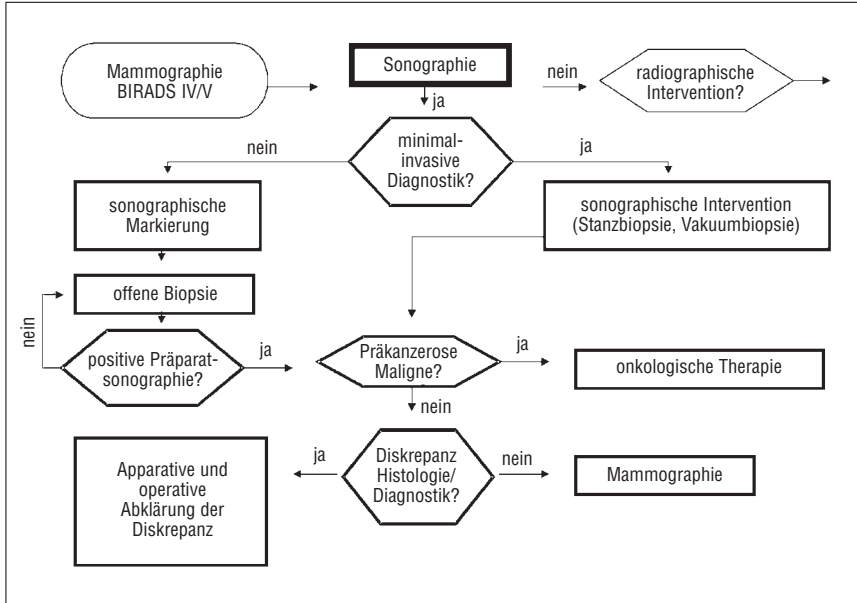 Mammographie
BIRADS IV/V
Sonographie
nein
radiographische
Intervention?
ja
minimal-
invasive
Diagnostik?
nein
ja
sonographische
Markierung
sonographische Intervention
(Stanzbiopsie, Vakuumbiopsie)
offene Biopsie
nein
positive Präparat-
sonographie?
ja
Präkanzerose
Maligne?
ja
onkologische Therapie
nein
Apparative und
operative
Abklärung der
Diskrepanz
ja
Diskrepanz
Histologie/
Diagnostik?
nein
Mammographie